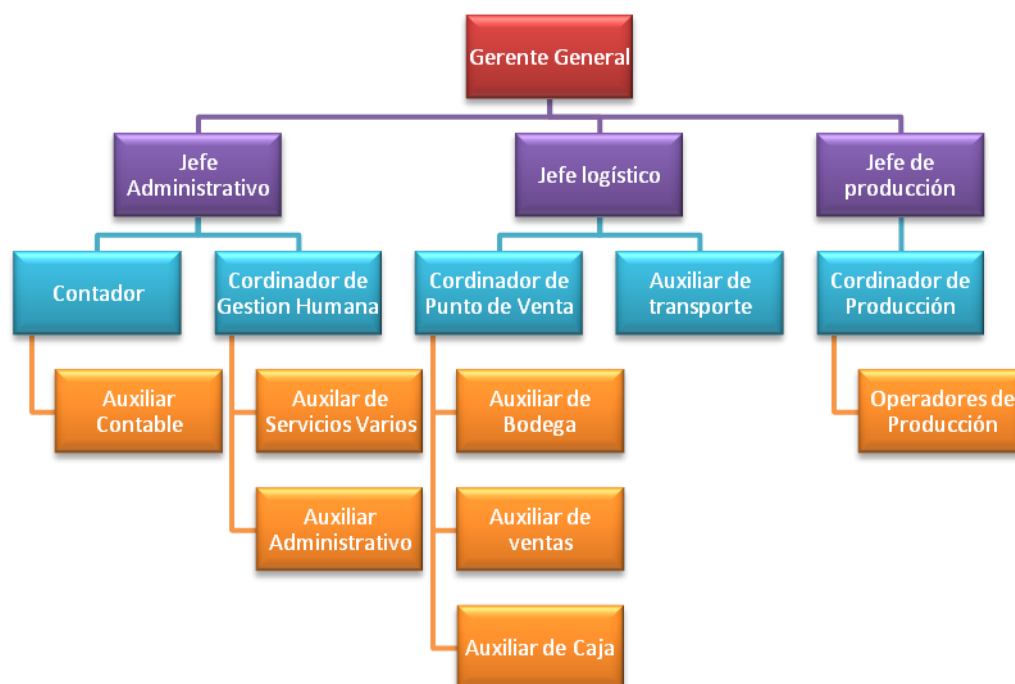 Gerente General
Jefe
Administrativo
Jefe logístico
Jefe de
producción
Contador
Cordinador de
Gestion Humana
Cordinador de
Punto de Venta
Auxiliar de
transporte
Cordinador de
Producción
Auxiliar
Contable
Auxilar de
Servicios Varios
Auxiliar de
Bodega
Operadores de
Producción
Auxiliar
Administrativo
Auxiliar de
ventas
Auxiliar de Caja